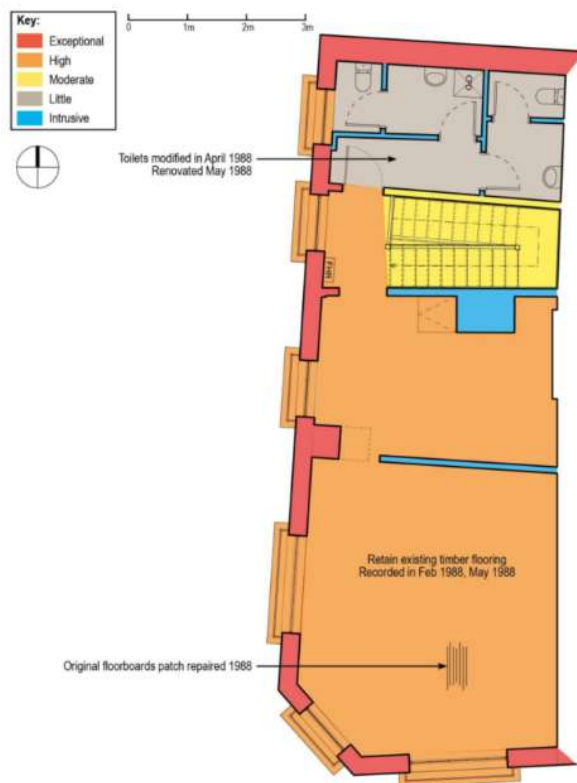 Key:
Exceptional
High
Moderate
Little
Intrusive
0 1m 2m 3m
Toilets modified in April 1988
Renovated May 1988
FHR
Retain existing timber flooring
Recorded in Feb 1988, May 1988
Original floorboards patch repaired 1988